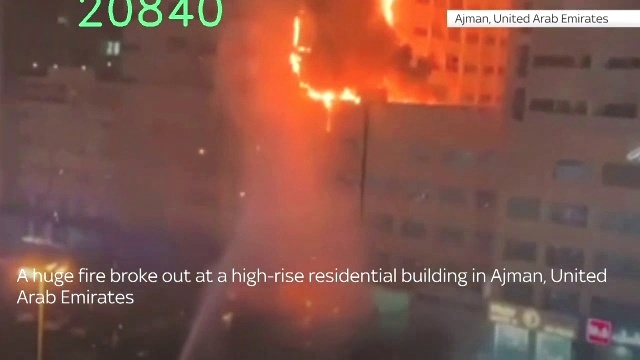 20840
Ajman, United Arab Emirates
A huge fire broke out at a high-rise residential building in Ajman, United
Arab Emirates